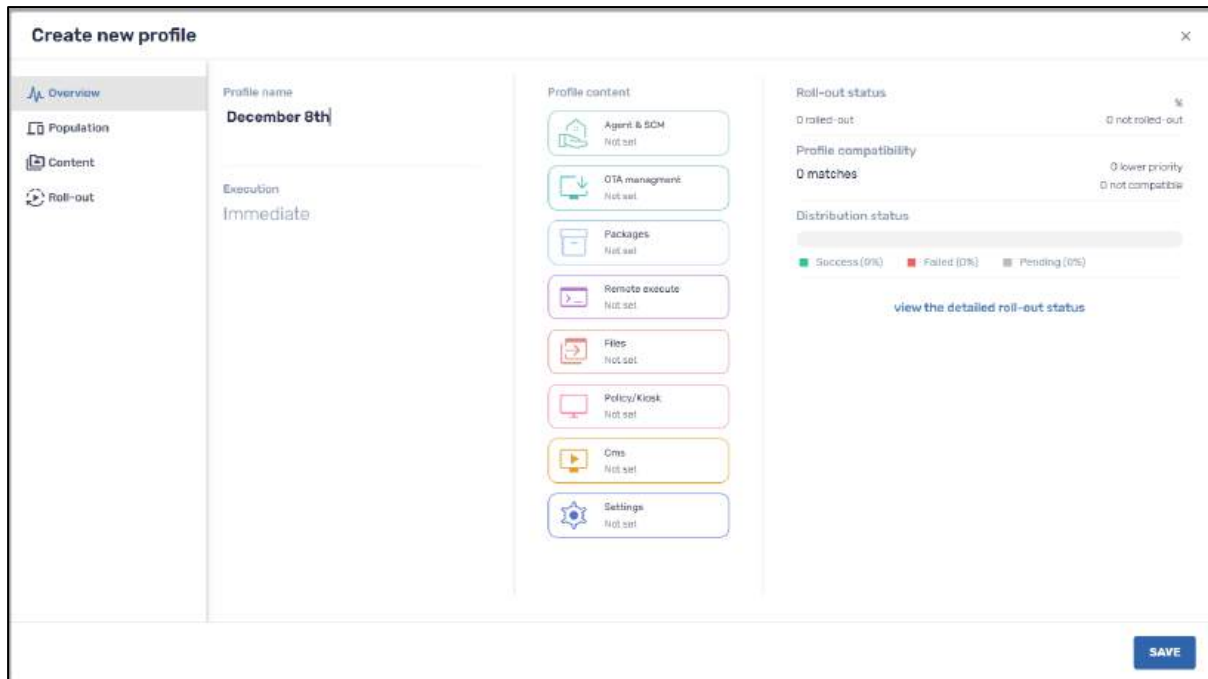 Create new profile
Overview
Population
Content
Roll-out
Profile name
December 8th
Execution
Immediate
Profile content
Agent & SCM
Not set
OTA managment
Not set
Packages
Not set
Remote execute
Not set
Files
Not set
Policy/Kiosk
Not set
Cms
Not set
Settings
Not set
Roll-out status
%
0 rolled-out
0 not rolled-out
Profile compatibility
0 matches
0 lower priority
0 not compatible
Distribution status
Success (0%) Failed (0%) Pending (0%)
view the detailed roll-out status
SAVE